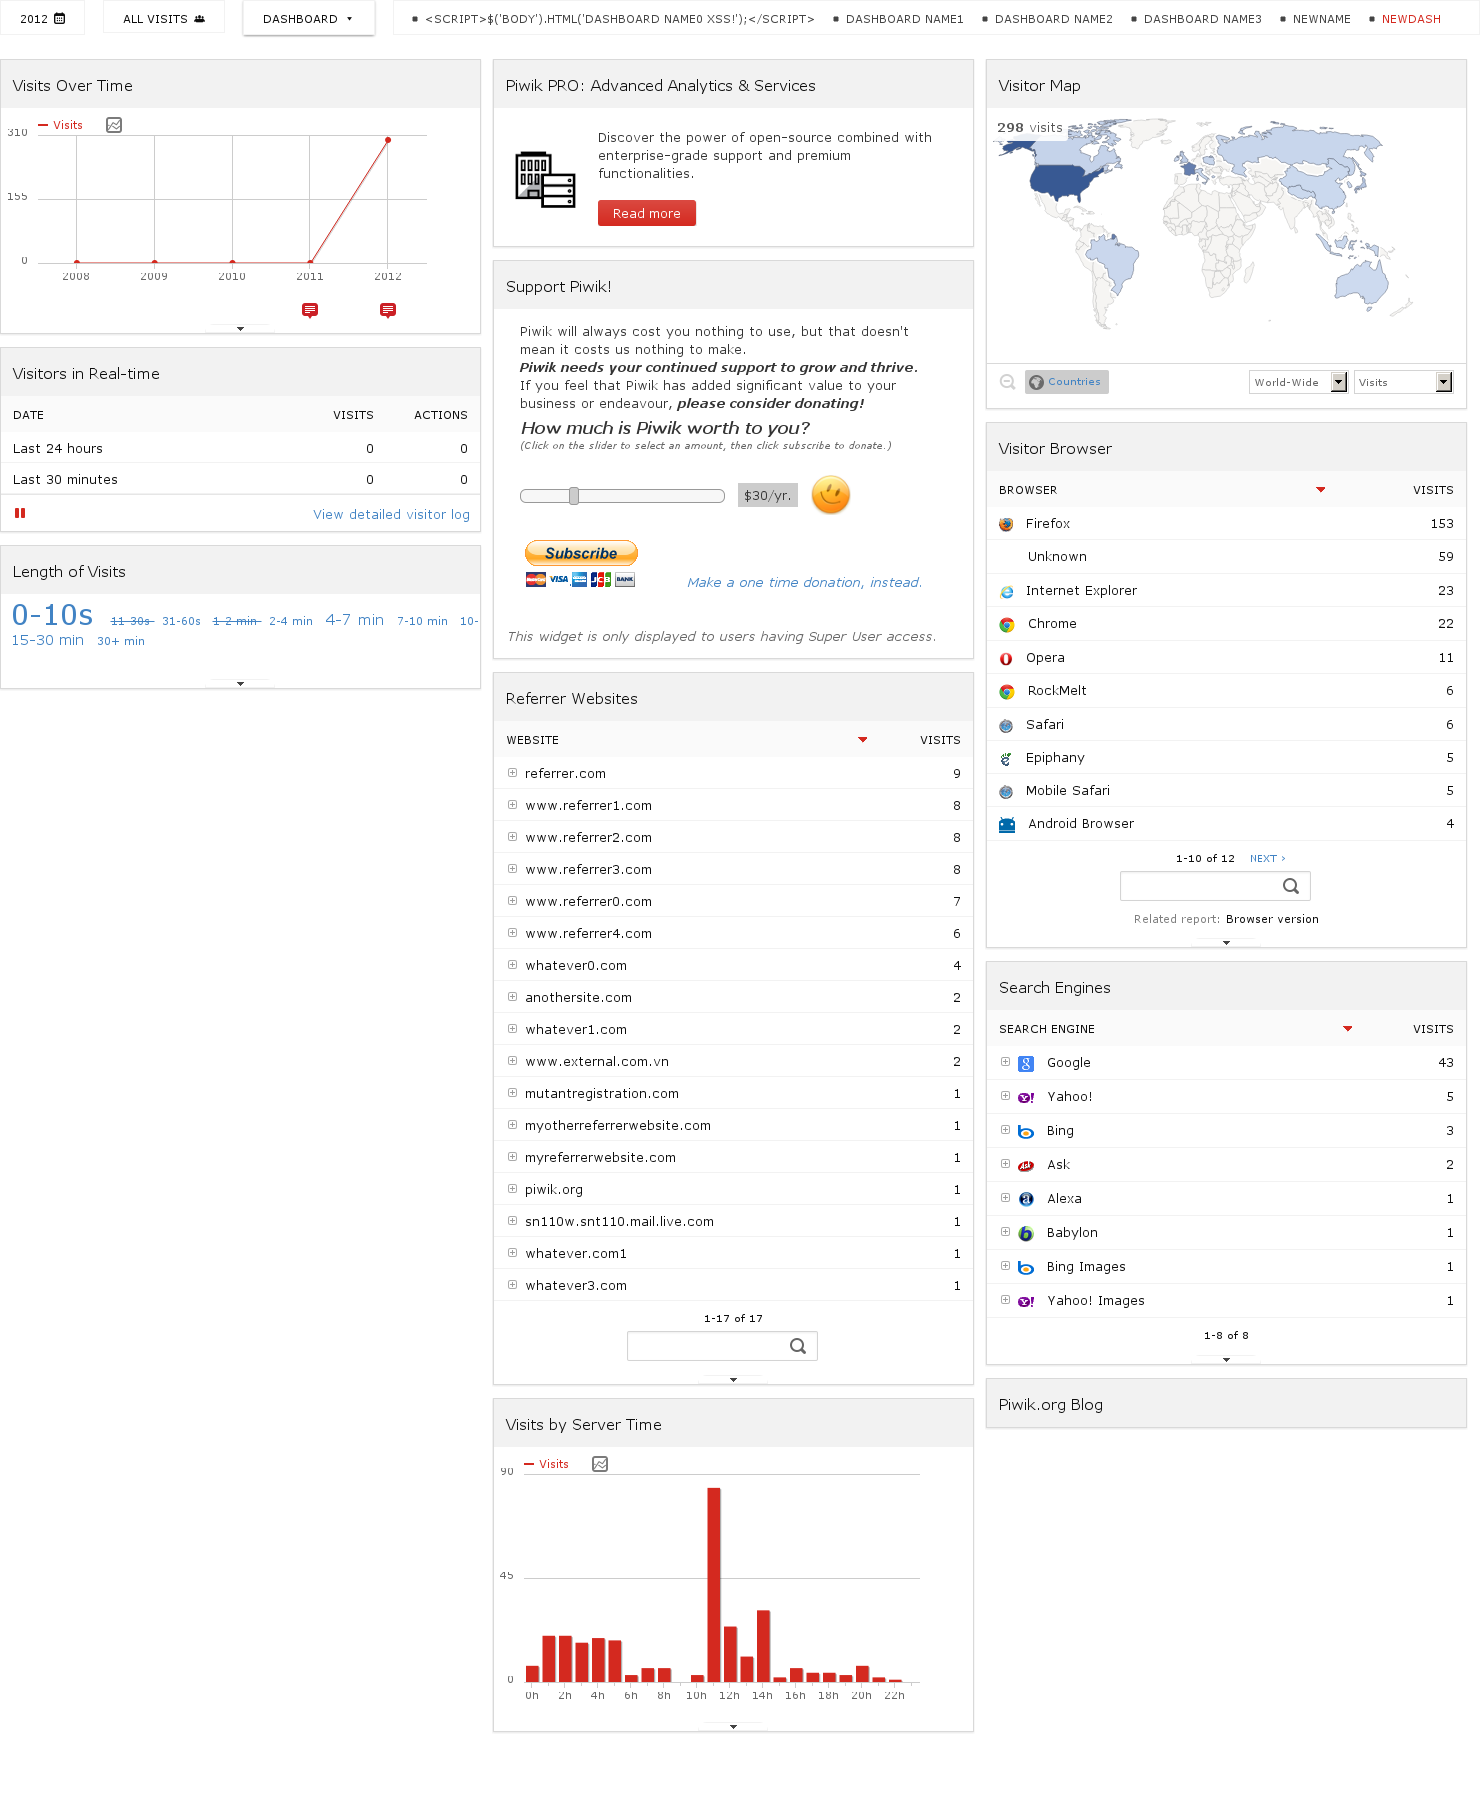 2012
ALL VISITS
DASHBOARD
<SCRIPT>$('BODY').HTML('DASHBOARD NAME0 XSS!');</SCRIPT>
DASHBOARD NAME1
DASHBOARD NAME2
DASHBOARD NAME3
NEWNAME
NEWDASH
Visits Over Time
Visits
310
155
0
2008 2009 2010 2011 2012
Visitors in Real-time
DATE VISITS ACTIONS
Last 24 hours 0 0
Last 30 minutes 0 0
View detailed visitor log
Length of Visits
0-10s 11-30s 31-60s 1-2 min 2-4 min 4-7 min 7-10 min 10-
15-30 min 30+ min
Piwik PRO: Advanced Analytics & Services
Discover the power of open-source combined with
enterprise-grade support and premium
functionalities.
Read more
Support Piwik!
Piwik will always cost you nothing to use, but that doesn't
mean it costs us nothing to make.
Piwik needs your continued support to grow and thrive.
If you feel that Piwik has added significant value to your
business or endeavour, please consider donating!
How much is Piwik worth to you?
(Click on the slider to select an amount, then click subscribe to donate.)
$30/yr.
Subscribe
VISA
BANK
Make a one time donation, instead.
This widget is only displayed to users having Super User access.
Referrer Websites
WEBSITE VISITS
referrer.com 9
www.referrer1.com 8
www.referrer2.com 8
www.referrer3.com 8
www.referrer0.com 7
www.referrer4.com 6
whatever0.com 4
anothersite.com 2
whatever1.com 2
www.external.com.vn 2
mutantregistration.com 1
myotherreferrerwebsite.com 1
myreferrerwebsite.com 1
piwik.org 1
sn110w.snt110.mail.live.com 1
whatever.com1 1
whatever3.com 1
1-17 of 17
Visits by Server Time
Visits
90
45
0
0h 2h 4h 6h 8h 10h 12h 14h 16h 18h 20h 22h
Visitor Map
298 visits
Countries
World-Wide
Visits
Visitor Browser
BROWSER VISITS
Firefox 153
Unknown 59
Internet Explorer 23
Chrome 22
Opera 11
RockMelt 6
Safari 6
Epiphany 5
Mobile Safari 5
Android Browser 4
1-10 of 12 NEXT ›
Related report: Browser version
Search Engines
SEARCH ENGINE VISITS
Google 43
Yahoo! 5
Bing 3
Ask 2
Alexa 1
Babylon 1
Bing Images 1
Yahoo! Images 1
1-8 of 8
Piwik.org Blog